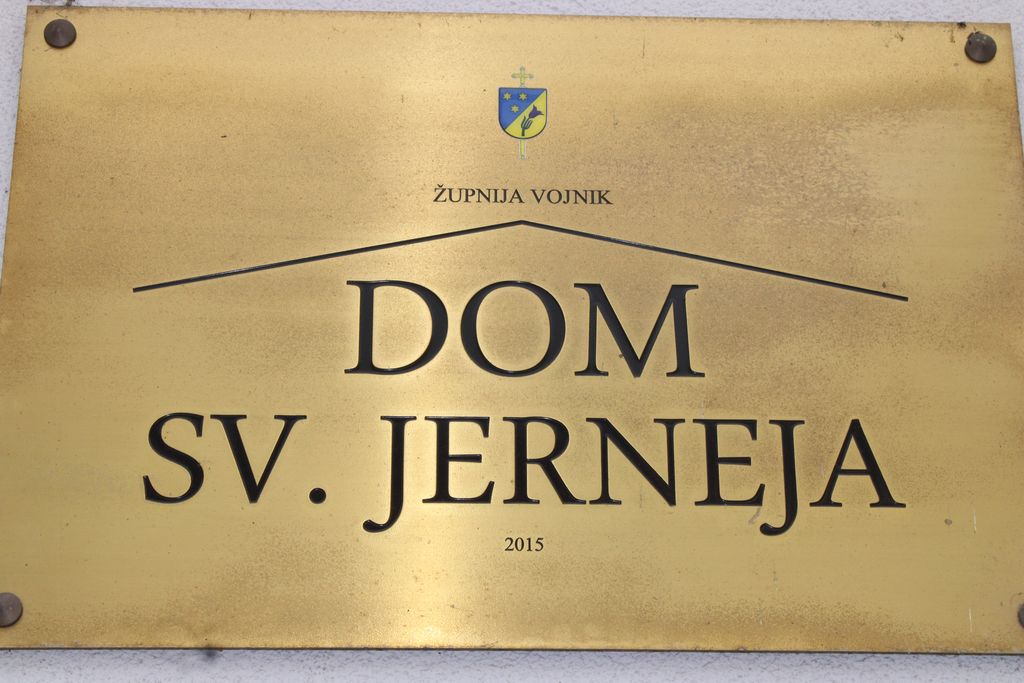 ŽUPNIJA VOJNIK
DOM
SV. JERNEJA
2015